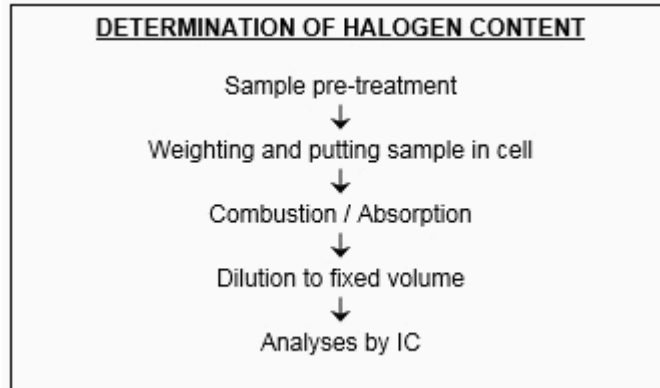 DETERMINATION OF HALOGEN CONTENT
Sample pre-treatment
↓
Weighting and putting sample in cell
↓
Combustion / Absorption
↓
Dilution to fixed volume
↓
Analyses by IC